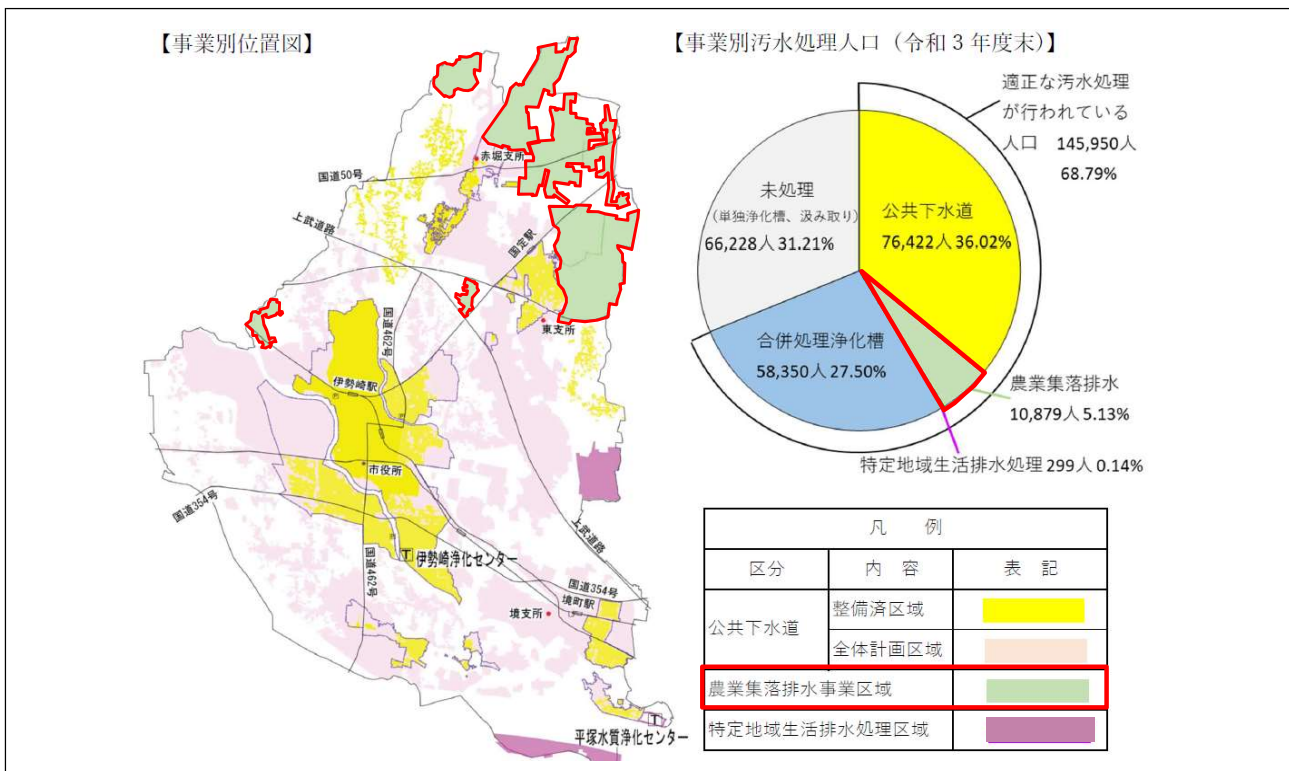 【事業別位置図】
赤堀支所
国道50号
上武道路
国定駅
東支所
国道462号
伊勢崎駅
市役所
国道354号
上武道路
伊勢崎浄化センター
国道462号
国道354号
境町駅
境支所
平塚水質浄化センター
【事業別汚水処理人口（令和３年度末）】
適正な汚水処理
が行われている
人口 145,950人
68.79%
未処理
（単独浄化槽、汲み取り）
66,228人 31.21%
公共下水道
76,422人 36.02%
合併処理浄化槽
58,350人 27.50%
農業集落排水
10,879人 5.13%
特定地域生活排水処理 299人 0.14%
凡 例
区分 内 容 表 記
公共下水道 整備済区域
全体計画区域
農業集落排水事業区域
特定地域生活排水処理区域